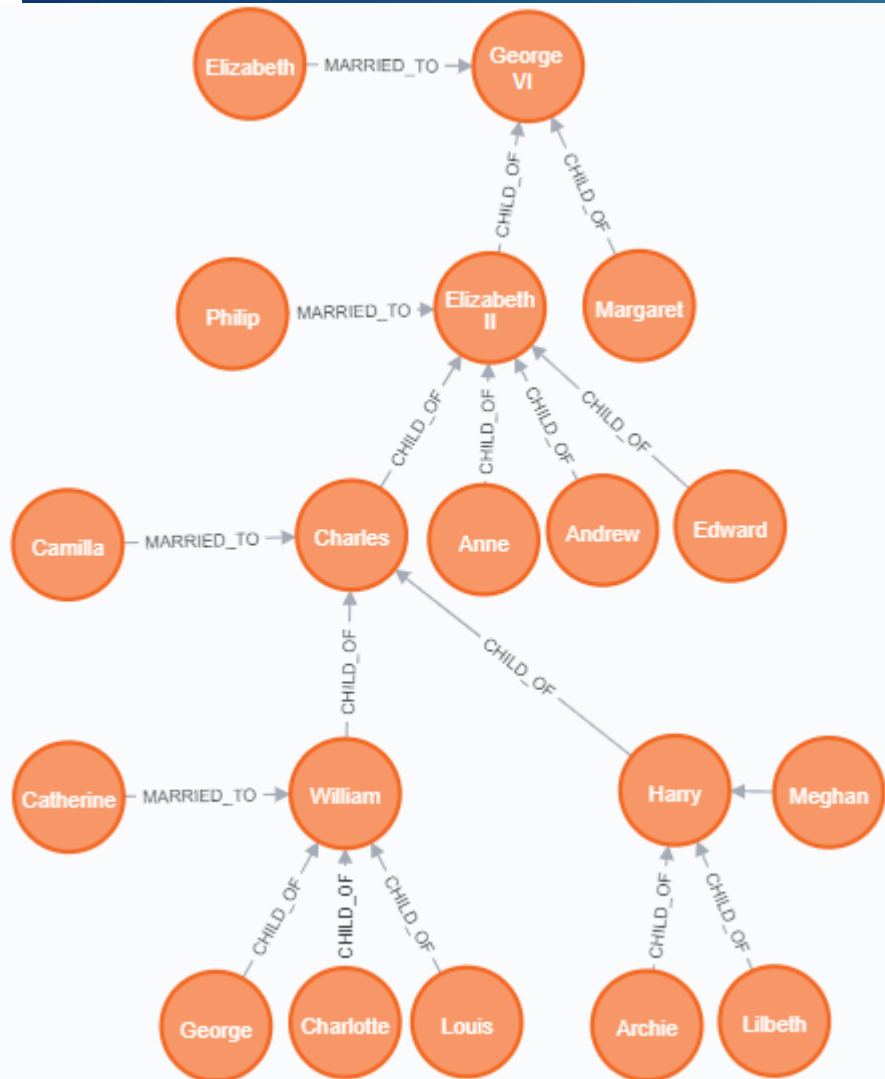 Elizabeth
MARRIED_TO
George
VI
CHILD_OF
CHILD_OF
Philip
MARRIED_TO
Elizabeth
II
Margaret
CHILD_OF
CHILD_OF
CHILD_OF
CHILD_OF
Camilla
MARRIED_TO
Charles
Anne
Andrew
Edward
CHILD_OF
CHILD_OF
Catherine
MARRIED_TO
William
Harry
Meghan
CHILD_OF
CHILD_OF
CHILD_OF
CHILD_OF
CHILD_OF
George
Charlotte
Louis
Archie
Lilbeth